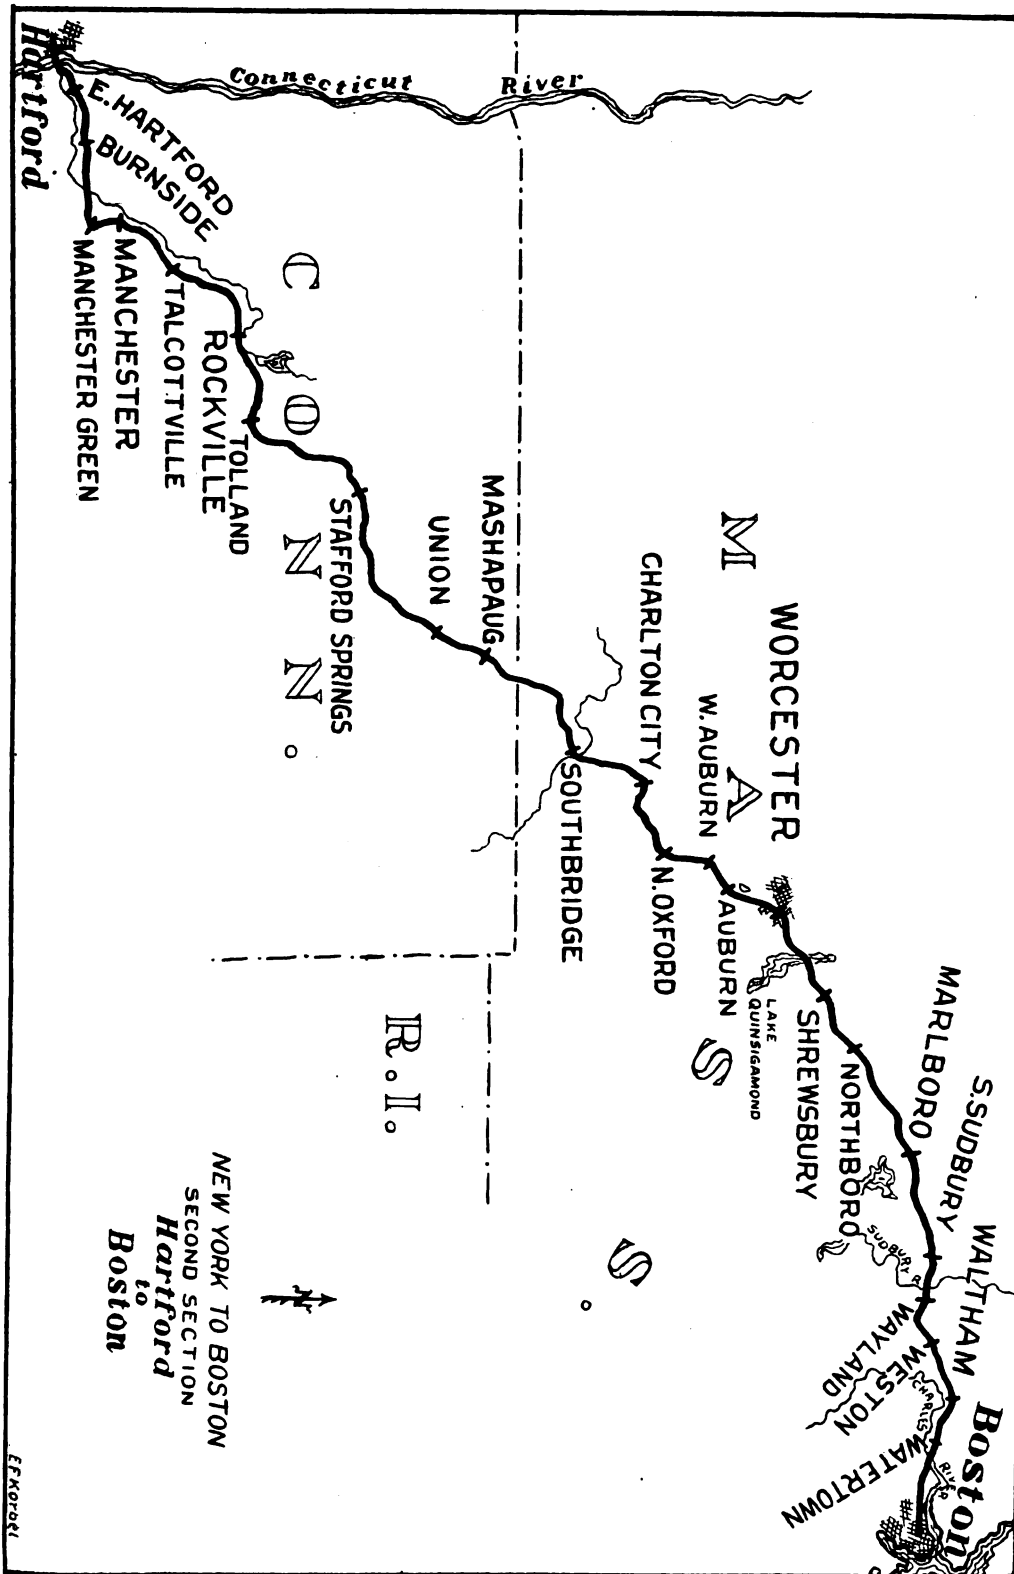 Hartford
Connecticut River
E. HARTFORD
BURNSIDE
MANCHESTER GREEN
MANCHESTER
TALCOTTVILLE
ROCKVILLE
TOLLAND
STAFFORD SPRINGS
UNION
MASHAPAUG
CONN.
SOUTHBRIDGE
CHARLTON CITY
N. OXFORD
W. AUBURN
AUBURN
WORCESTER
LAKE
QUINSIGAMOND
SHREWSBURY
NORTHBORO
MARLBORO
S. SUDBURY
SUDBURY R.
WAYLAND
WESTON
WALTHAM
CHARLES RIVER
WATERTOWN
Boston
MASS.
R.I.
N
NEW YORK TO BOSTON
SECOND SECTION
Hartford
to
Boston
E F Korbel